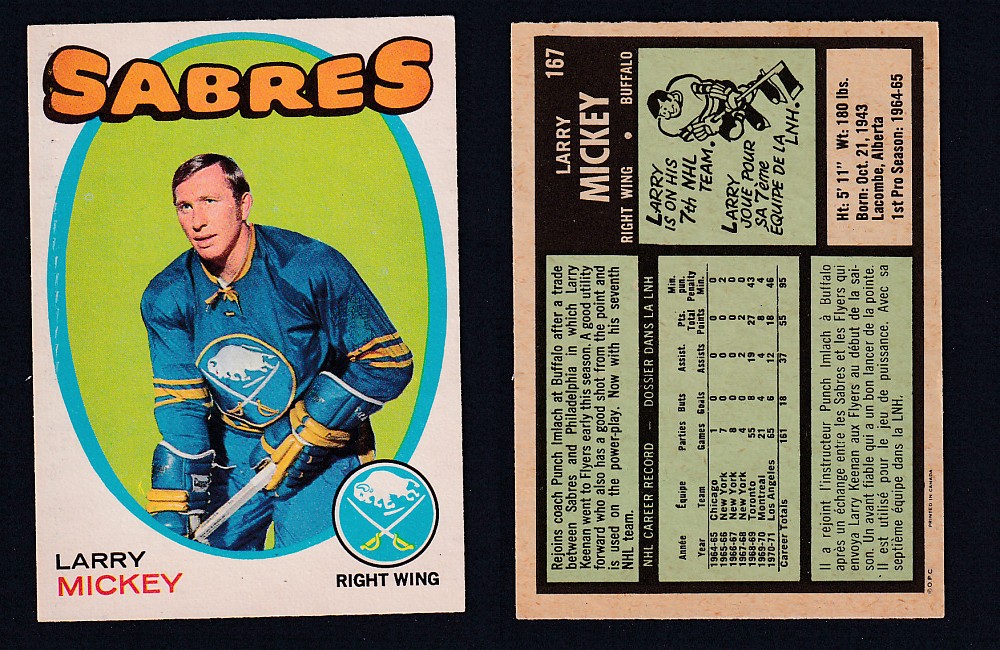 SABRES
LARRY
MICKEY
RIGHT WING
167
LARRY
MICKEY
RIGHT WING • BUFFALO
LARRY
IS ON HIS
7th NHL
TEAM.
LARRY
JOUE POUR
SA 7ème
ÉQUIPE DE LA
LNH.
Ht: 5' 11" Wt: 180 lbs.
Born: Oct. 21, 1943
Lacombe, Alberta
1st Pro Season: 1964-65
Rejoins coach Punch Imlach at Buffalo after a trade
between Sabres and Philadelphia in which Larry
Keenan went to Flyers early this season. A good utility
forward who also has a good shot from the point and
is used on the power-play. Now with his seventh
NHL team.
NHL CAREER RECORD — DOSSIER DANS LA LNH
Année Equipe Parties Buts Assist. Pts. Total Min. pun.
Year Team Games Goals Assists Points Penalty Min.
1964-65 Chicago 1 0 0 0 0
1965-66 New York 7 0 0 0 2
1966-67 New York 8 0 0 0 0
1967-68 New York 4 0 2 2 0
1968-69 Toronto 55 8 19 27 43
1969-70 Montreal 21 4 4 8 4
1970-71 Los Angeles 65 6 12 18 46
Career Totals 161 18 37 55 95
Il a rejoint l'instructeur Punch Imlach à Buffalo
après un échange entre les Sabres et les Flyers qui
envoya Larry Keenan aux Flyers au début de la sai-
son. Un avant fiable qui a un bon lancer de la pointe.
Il est utilisé pour le jeu de puissance. Avec sa
septième équipe dans la LNH.
© O.P.C. PRINTED IN CANADA